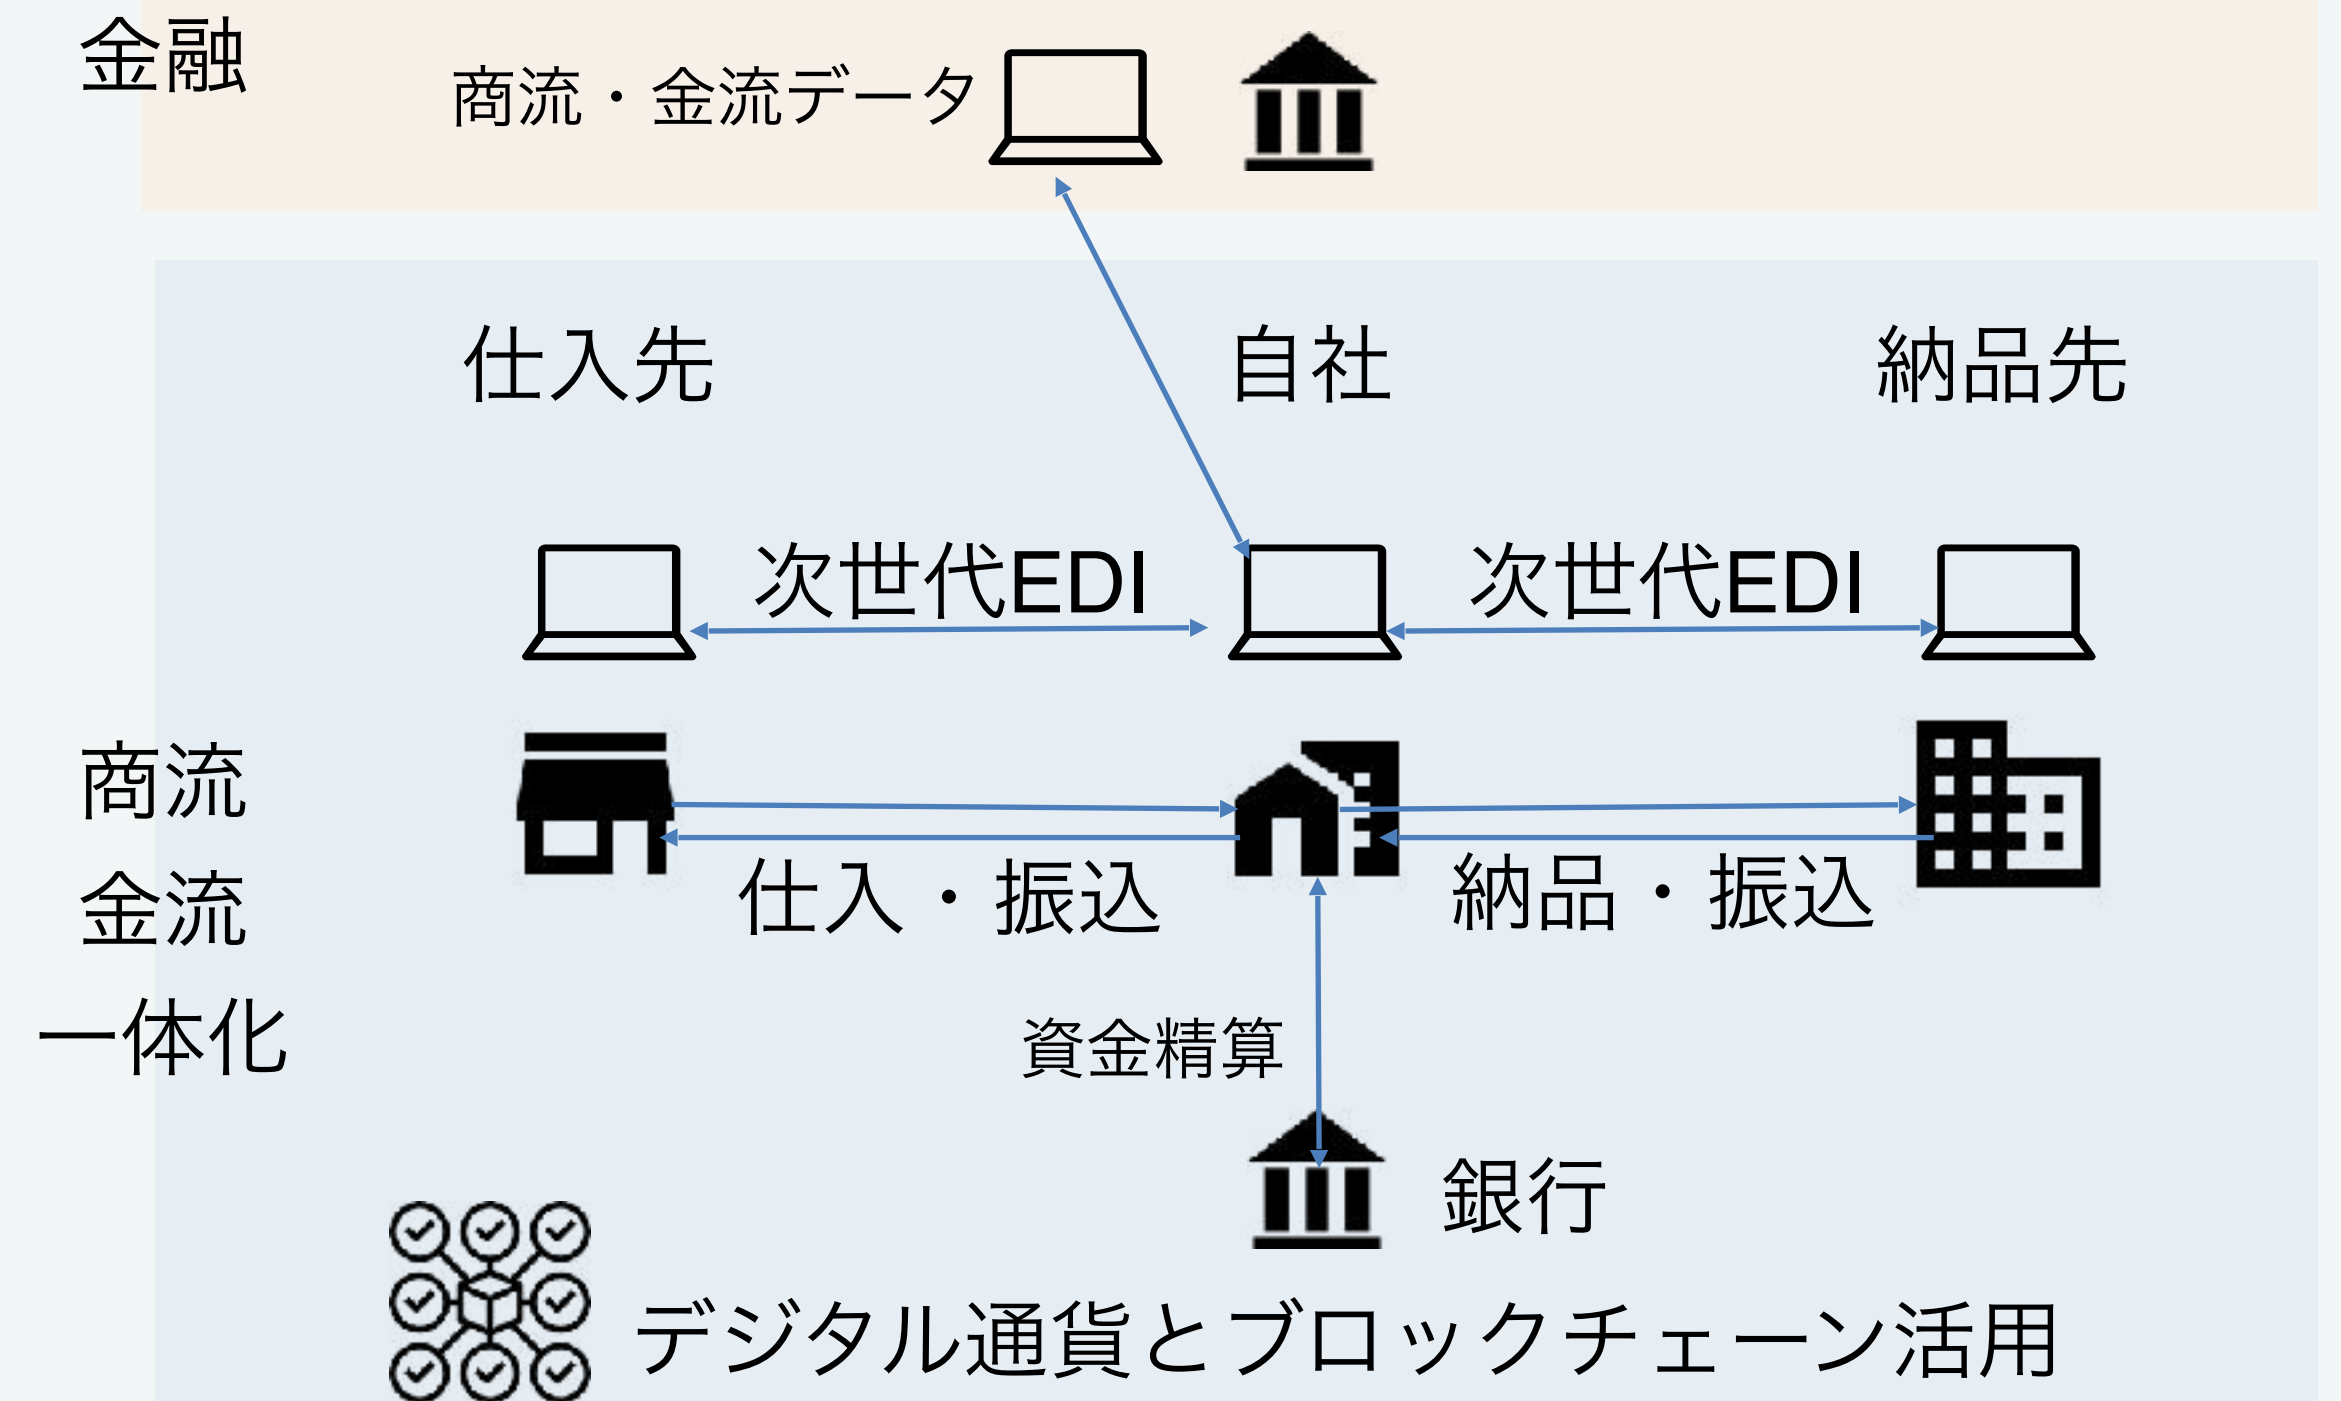 金融
商流・金流データ
仕入先
自社
納品先
次世代EDI
次世代EDI
商流
金流
一体化
仕入・振込
納品・振込
資金精算
銀行
デジタル通貨とブロックチェーン活用